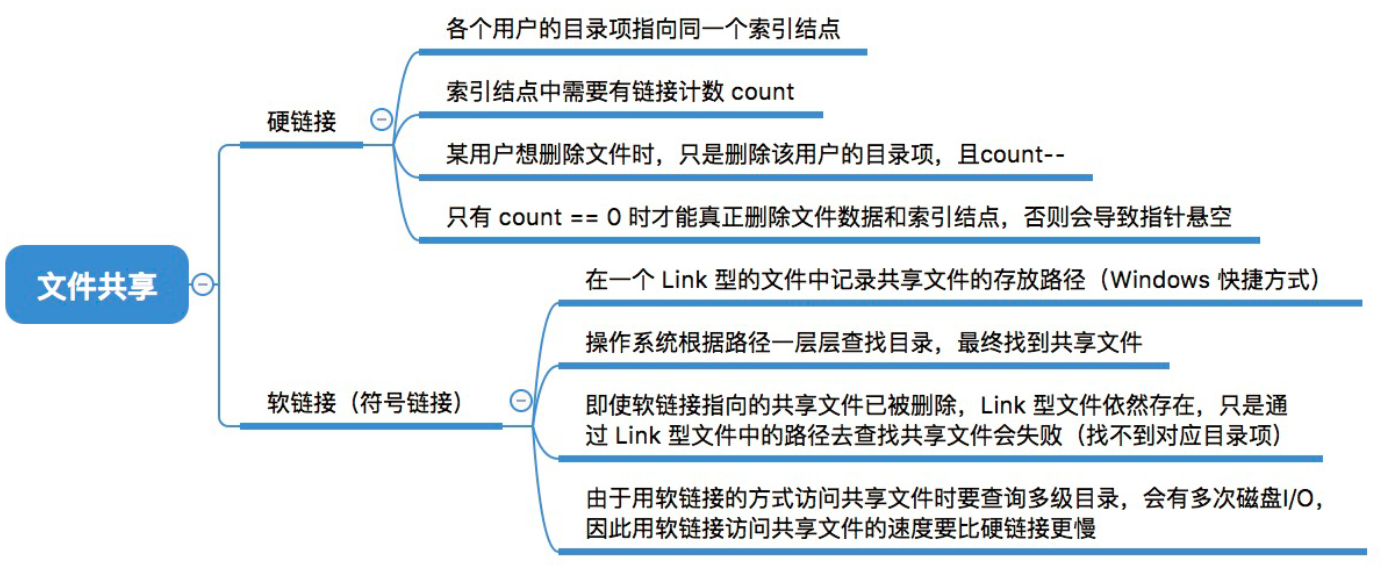 各个用户的目录项指向同一个索引结点
索引结点中需要有链接计数 count
硬链接
某用户想删除文件时，只是删除该用户的目录项，且count--
只有 count == 0 时才能真正删除文件数据和索引结点，否则会导致指针悬空
文件共享
在一个 Link 型的文件中记录共享文件的存放路径（Windows 快捷方式）
操作系统根据路径一层层查找目录，最终找到共享文件
软链接（符号链接）
即使软链接指向的共享文件已被删除，Link 型文件依然存在，只是通
过 Link 型文件中的路径去查找共享文件会失败（找不到对应目录项）
由于用软链接的方式访问共享文件时要查询多级目录，会有多次磁盘I/O，
因此用软链接访问共享文件的速度要比硬链接更慢